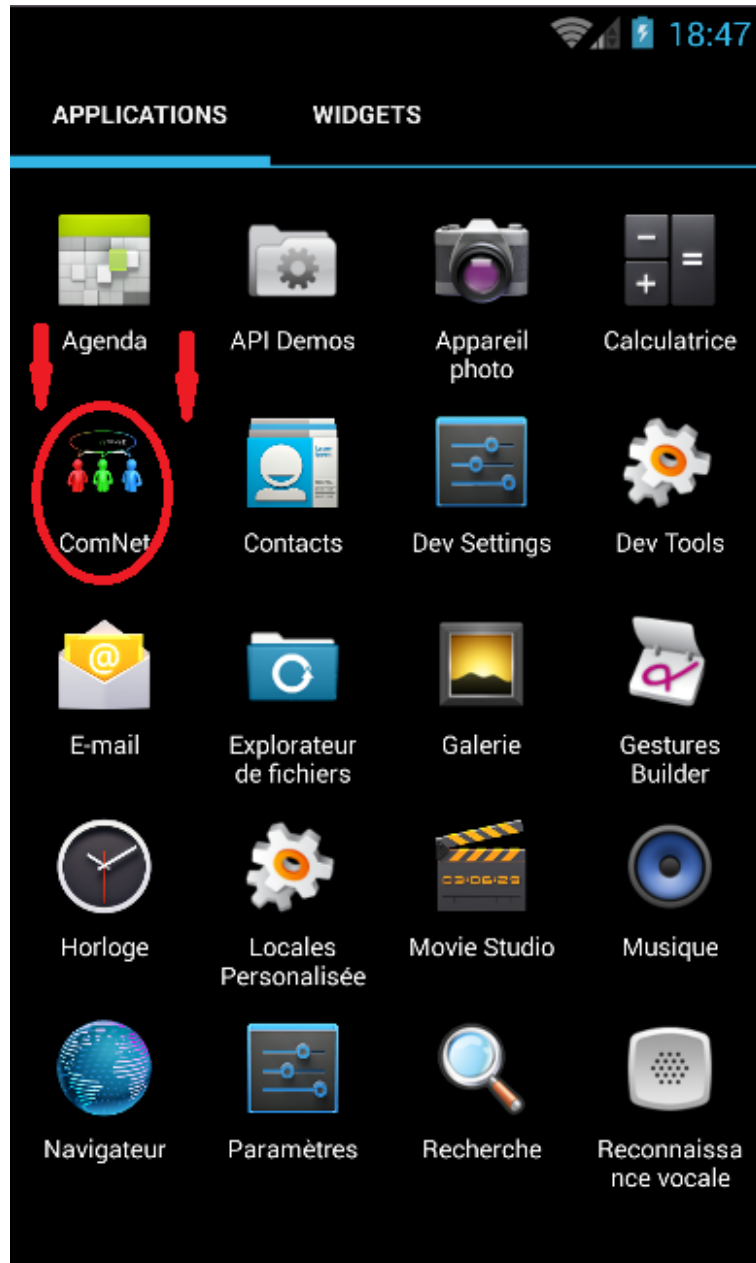 18:47
APPLICATIONS WIDGETS
Agenda API Demos Appareil photo Calculatrice
ComNet Contacts Dev Settings Dev Tools
E-mail Explorateur de fichiers Galerie Gestures Builder
Horloge Locales Personalisée Movie Studio Musique
Navigateur Paramètres Recherche Reconnaissa nce vocale